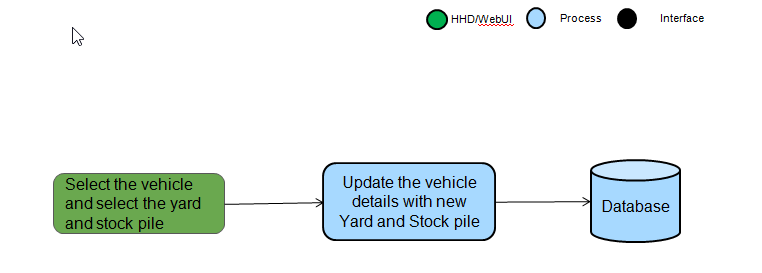 HHD/WebUI Process Interface
Select the vehicle
and select the yard
and stock pile
Update the vehicle
details with new
Yard and Stock pile
Database